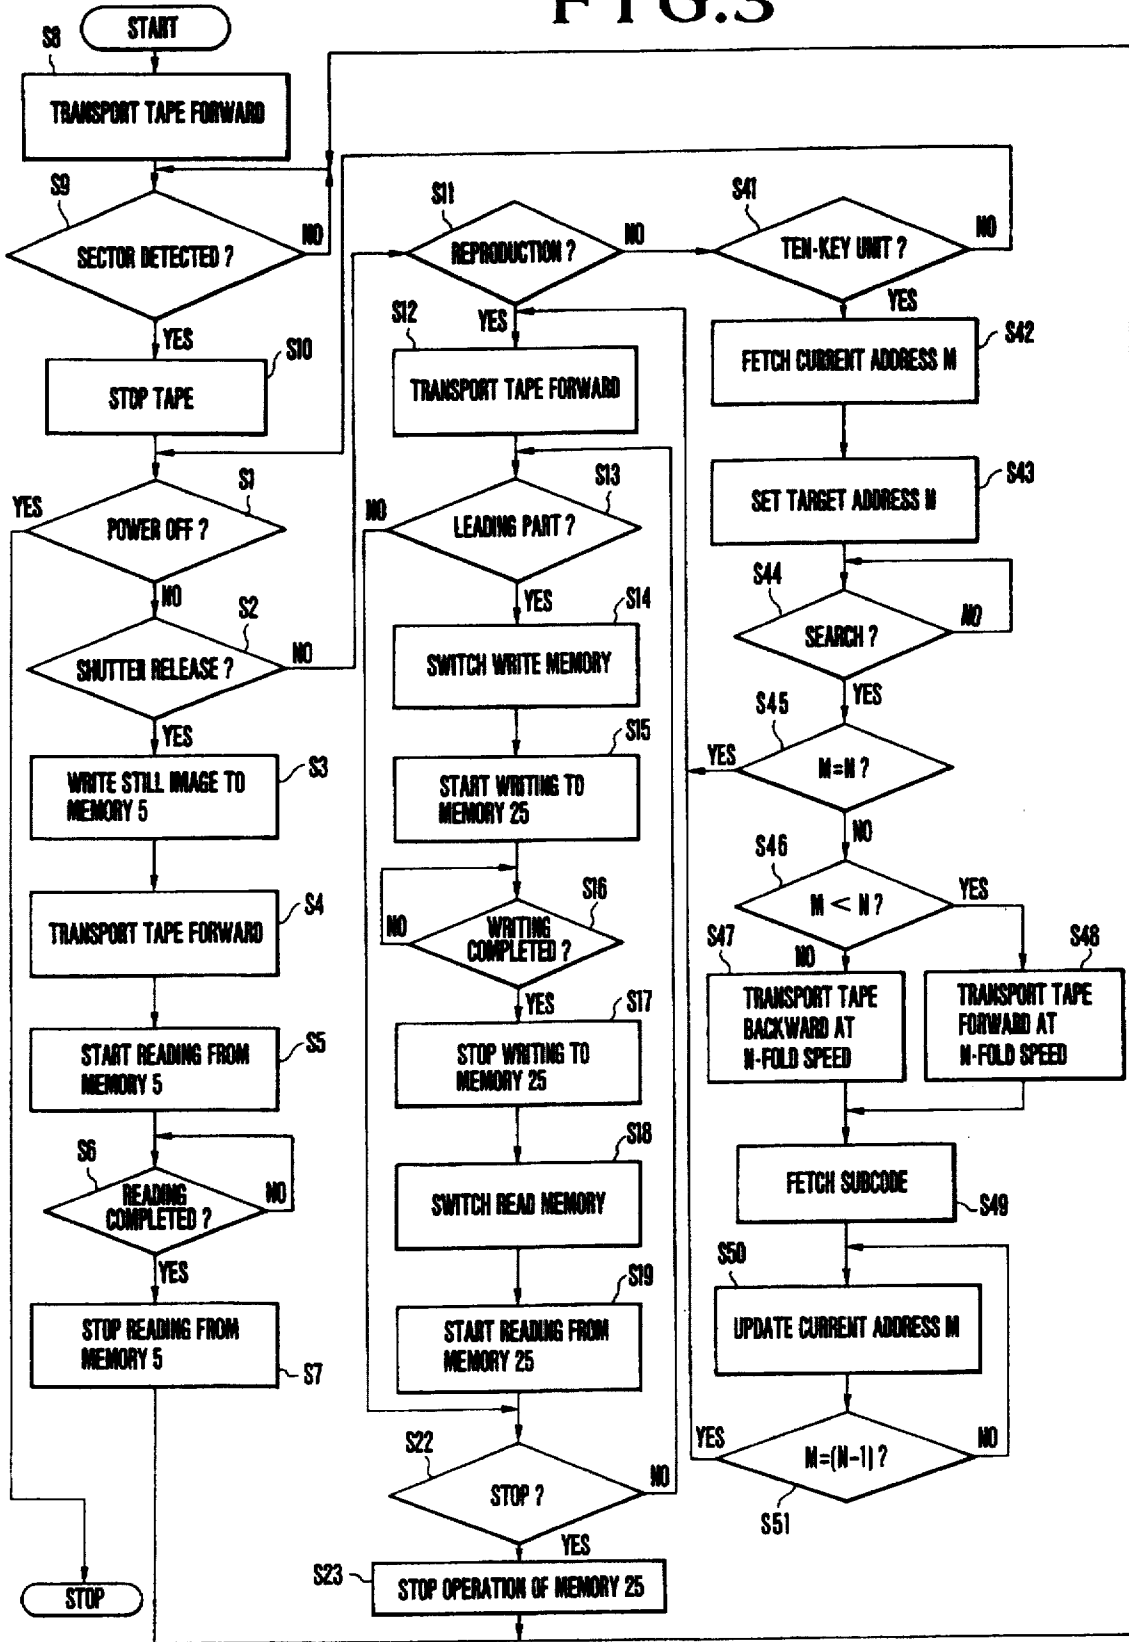 FIG.3
START
S8
TRANSPORT TAPE FORWARD
S9
SECTOR DETECTED ?
NO
YES
S10
STOP TAPE
S1
YES
POWER OFF ?
NO
S2
SHUTTER RELEASE ?
NO
YES
S3
WRITE STILL IMAGE TO
MEMORY 5
S4
TRANSPORT TAPE FORWARD
S5
START READING FROM
MEMORY 5
S6
READING
COMPLETED ?
NO
YES
STOP READING FROM
MEMORY 5
S7
STOP
S11
REPRODUCTION ?
NO
YES
S12
TRANSPORT TAPE FORWARD
S13
NO
LEADING PART ?
YES
S14
SWITCH WRITE MEMORY
S15
START WRITING TO
MEMORY 25
S16
NO
WRITING
COMPLETED ?
YES
S17
STOP WRITING TO
MEMORY 25
S18
SWITCH READ MEMORY
S19
START READING FROM
MEMORY 25
S22
STOP ?
NO
YES
S23
STOP OPERATION OF MEMORY 25
S41
TEN-KEY UNIT ?
NO
YES
S42
FETCH CURRENT ADDRESS M
S43
SET TARGET ADDRESS N
S44
SEARCH ?
NO
YES
S45
YES
M=N ?
NO
S46
M < N ?
YES
NO
S47
TRANSPORT TAPE
BACKWARD AT
N-FOLD SPEED
S48
TRANSPORT TAPE
FORWARD AT
N-FOLD SPEED
FETCH SUBCODE
S49
S50
UPDATE CURRENT ADDRESS M
YES
M=(N-1) ?
NO
S51